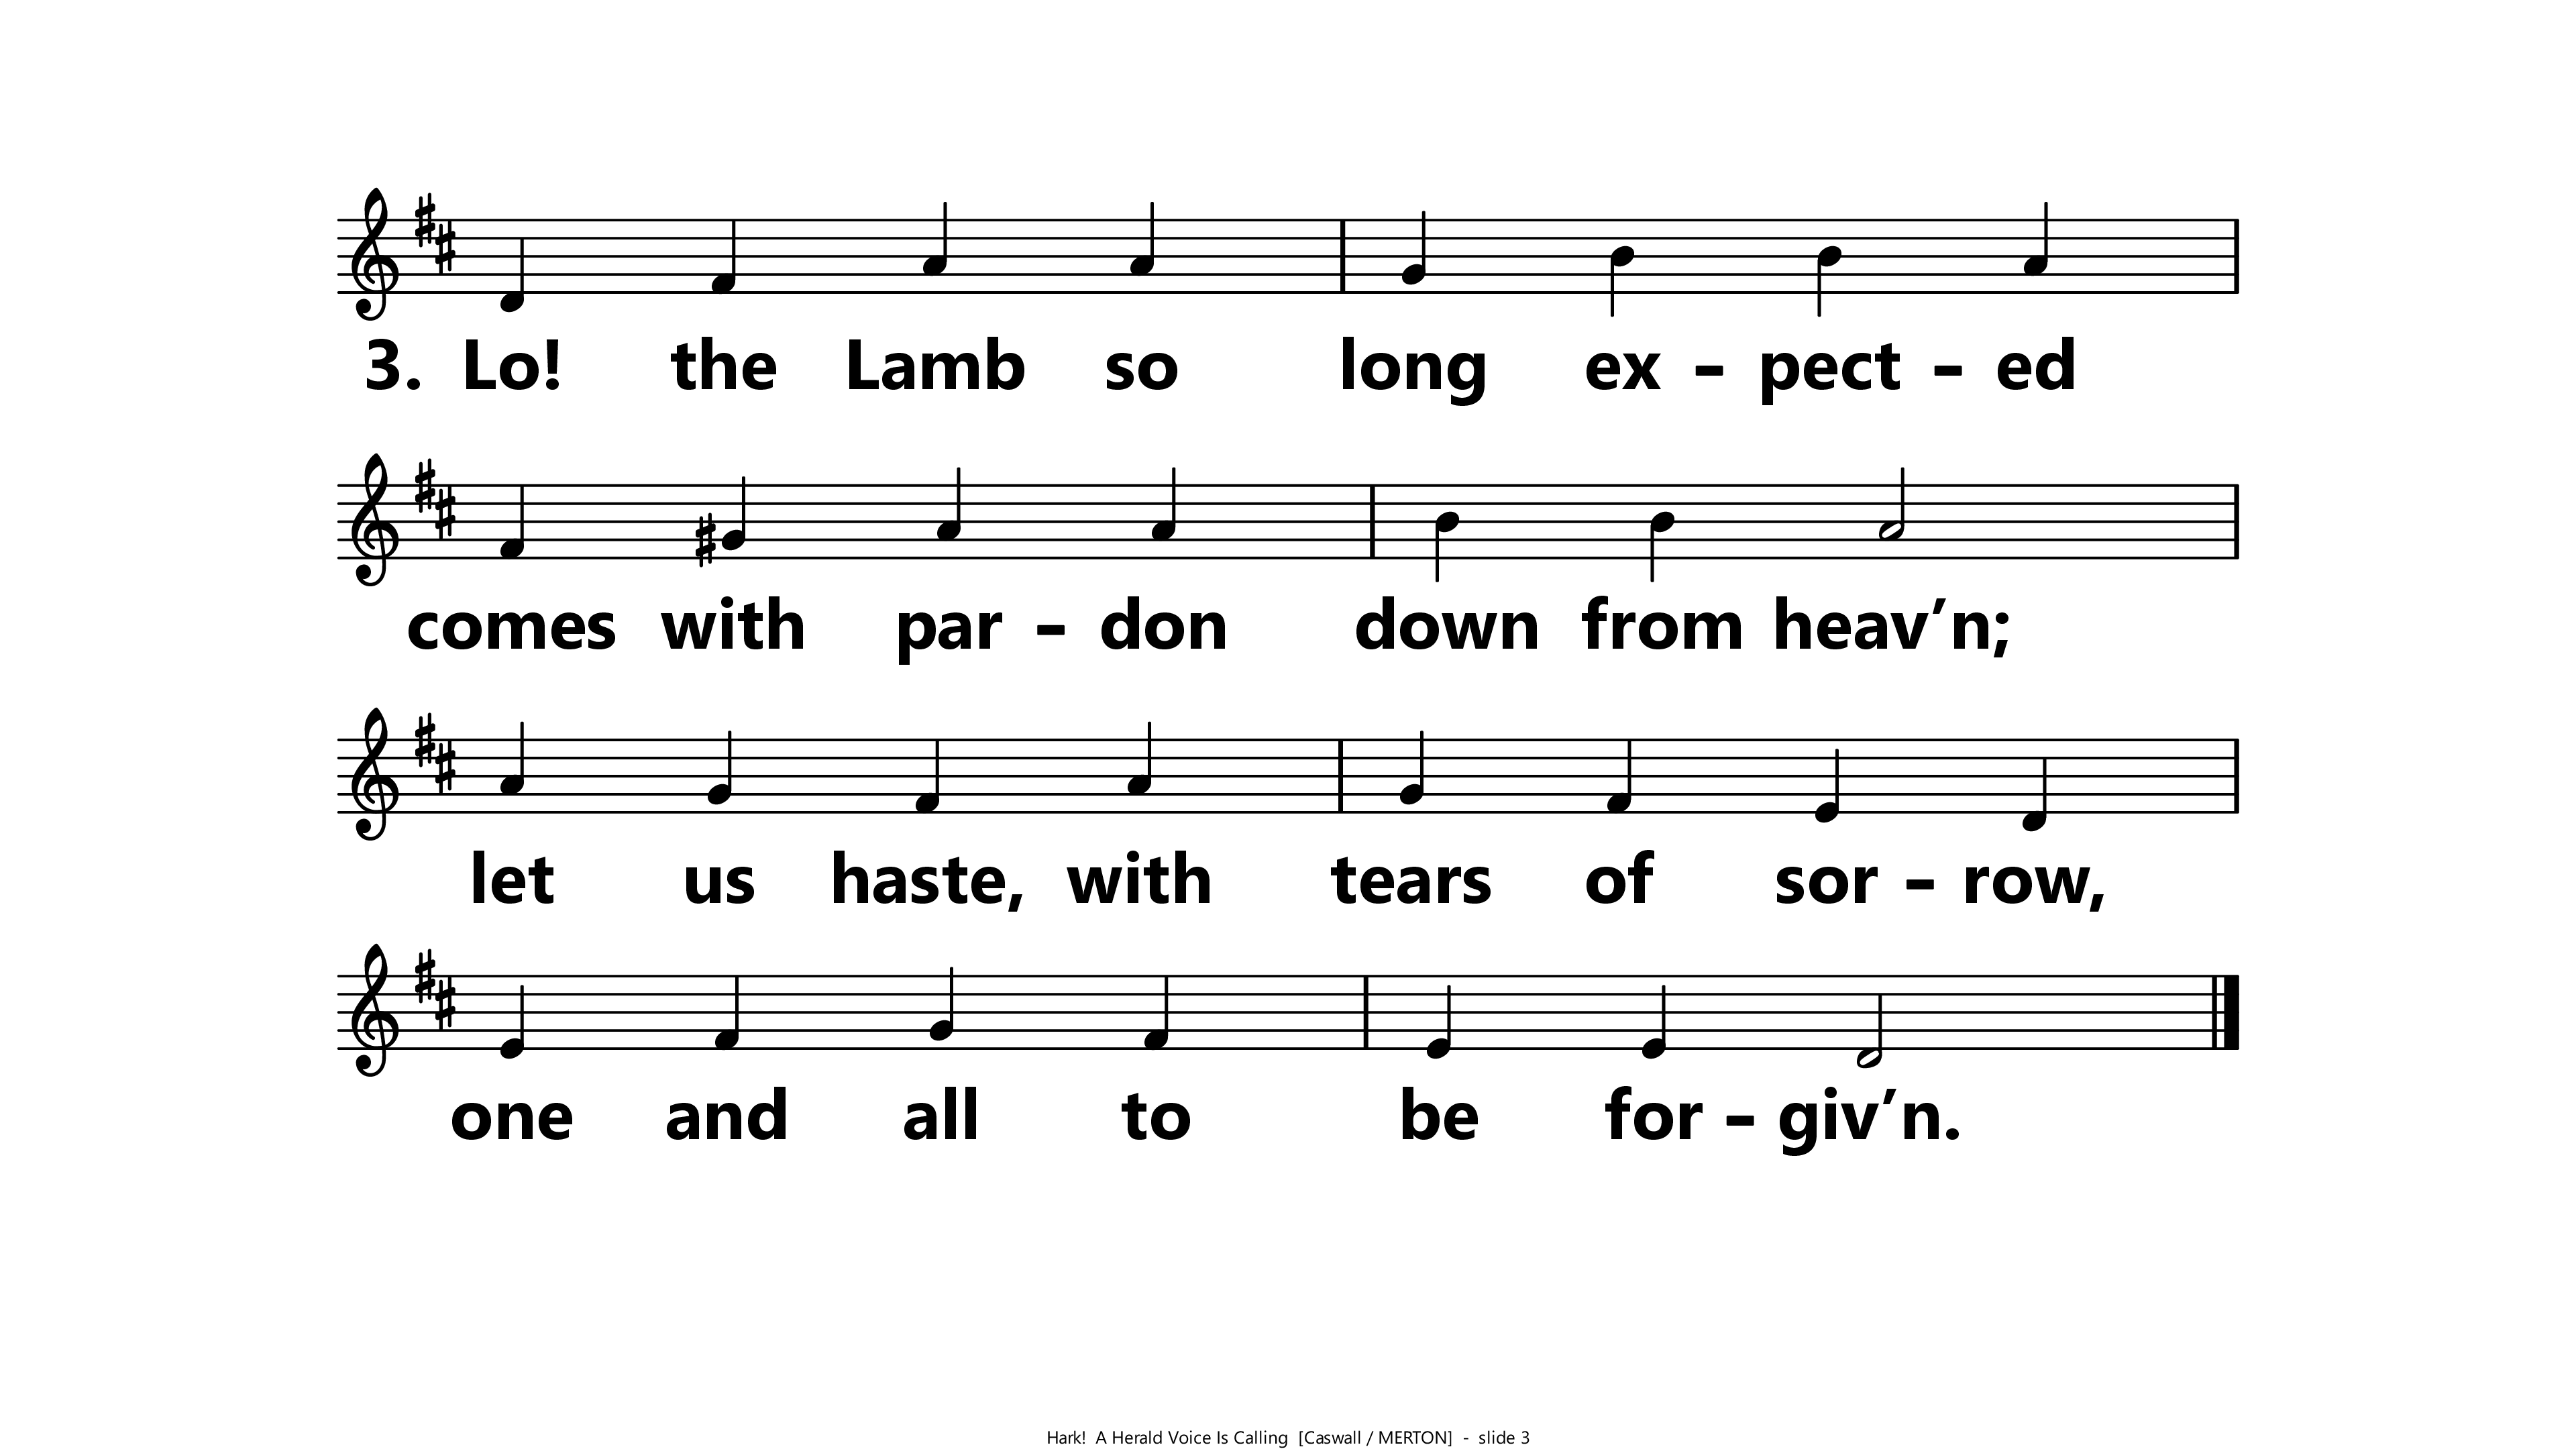 3. Lo! the Lamb so long ex - pect - ed
comes with par - don down from heav’n;
let us haste, with tears of sor - row,
one and all to be for - giv’n.
Hark! A Herald Voice Is Calling [Caswall / MERTON] - slide 3